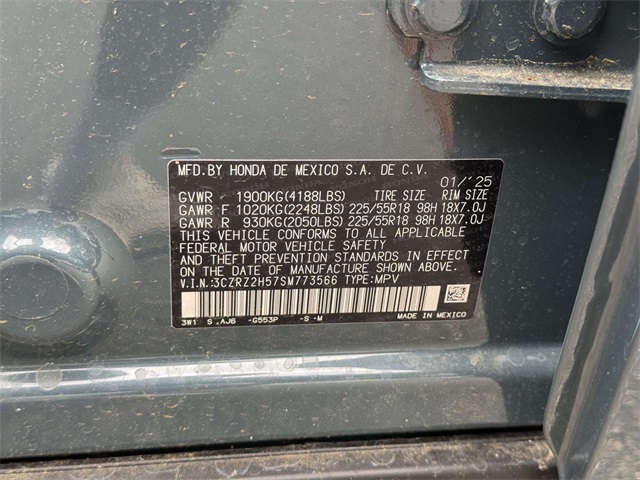 MFD.BY HONDA DE MEXICO S.A. DE C.V.
01/'25
GVWR - 1900KG(4188LBS) TIRE SIZE RIM SIZE
GAWR F 1020KG(2248LBS) 225/55R18 98H 18X7.0J
GAWR R 930KG(2050LBS) 225/55R18 98H 18X7.0J
THIS VEHICLE CONFORMS TO ALL APPLICABLE
FEDERAL MOTOR VEHICLE SAFETY
AND THEFT PREVENTION STANDARDS IN EFFECT
ON THE DATE OF MANUFACTURE SHOWN ABOVE.
V.I.N.:3CZRZ2H57SM773566 TYPE:MPV
3W1 S .AJ6 -G553P -S -M MADE IN MEXICO